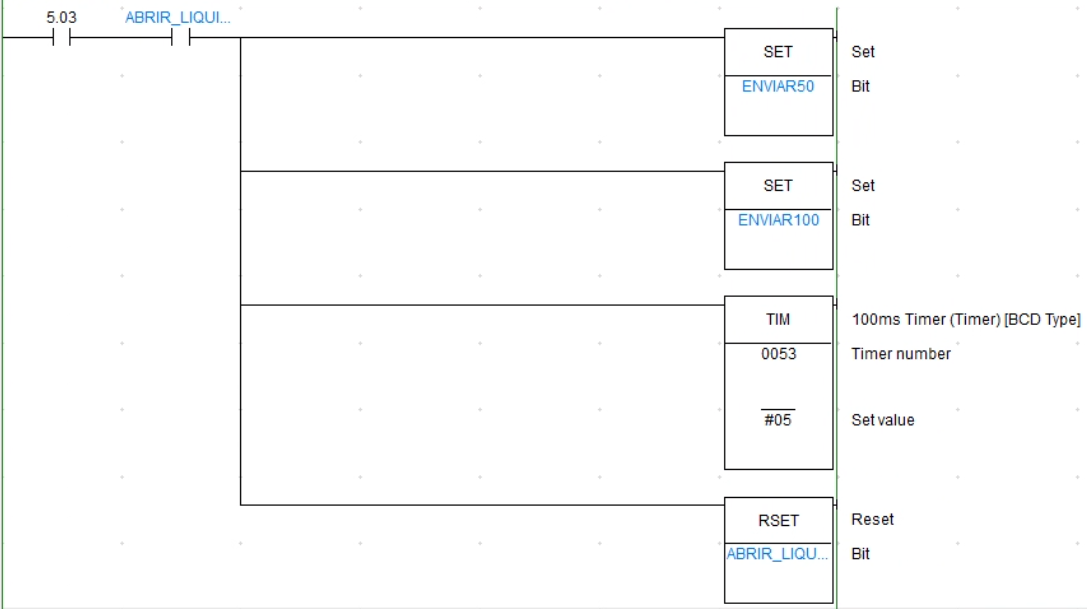 5.03 ABRIR_LIQUI...
SET Set
ENVIAR50 Bit
SET Set
ENVIAR100 Bit
TIM 100ms Timer (Timer) [BCD Type]
0053 Timer number
#05 Set value
RSET Reset
ABRIR_LIQU... Bit